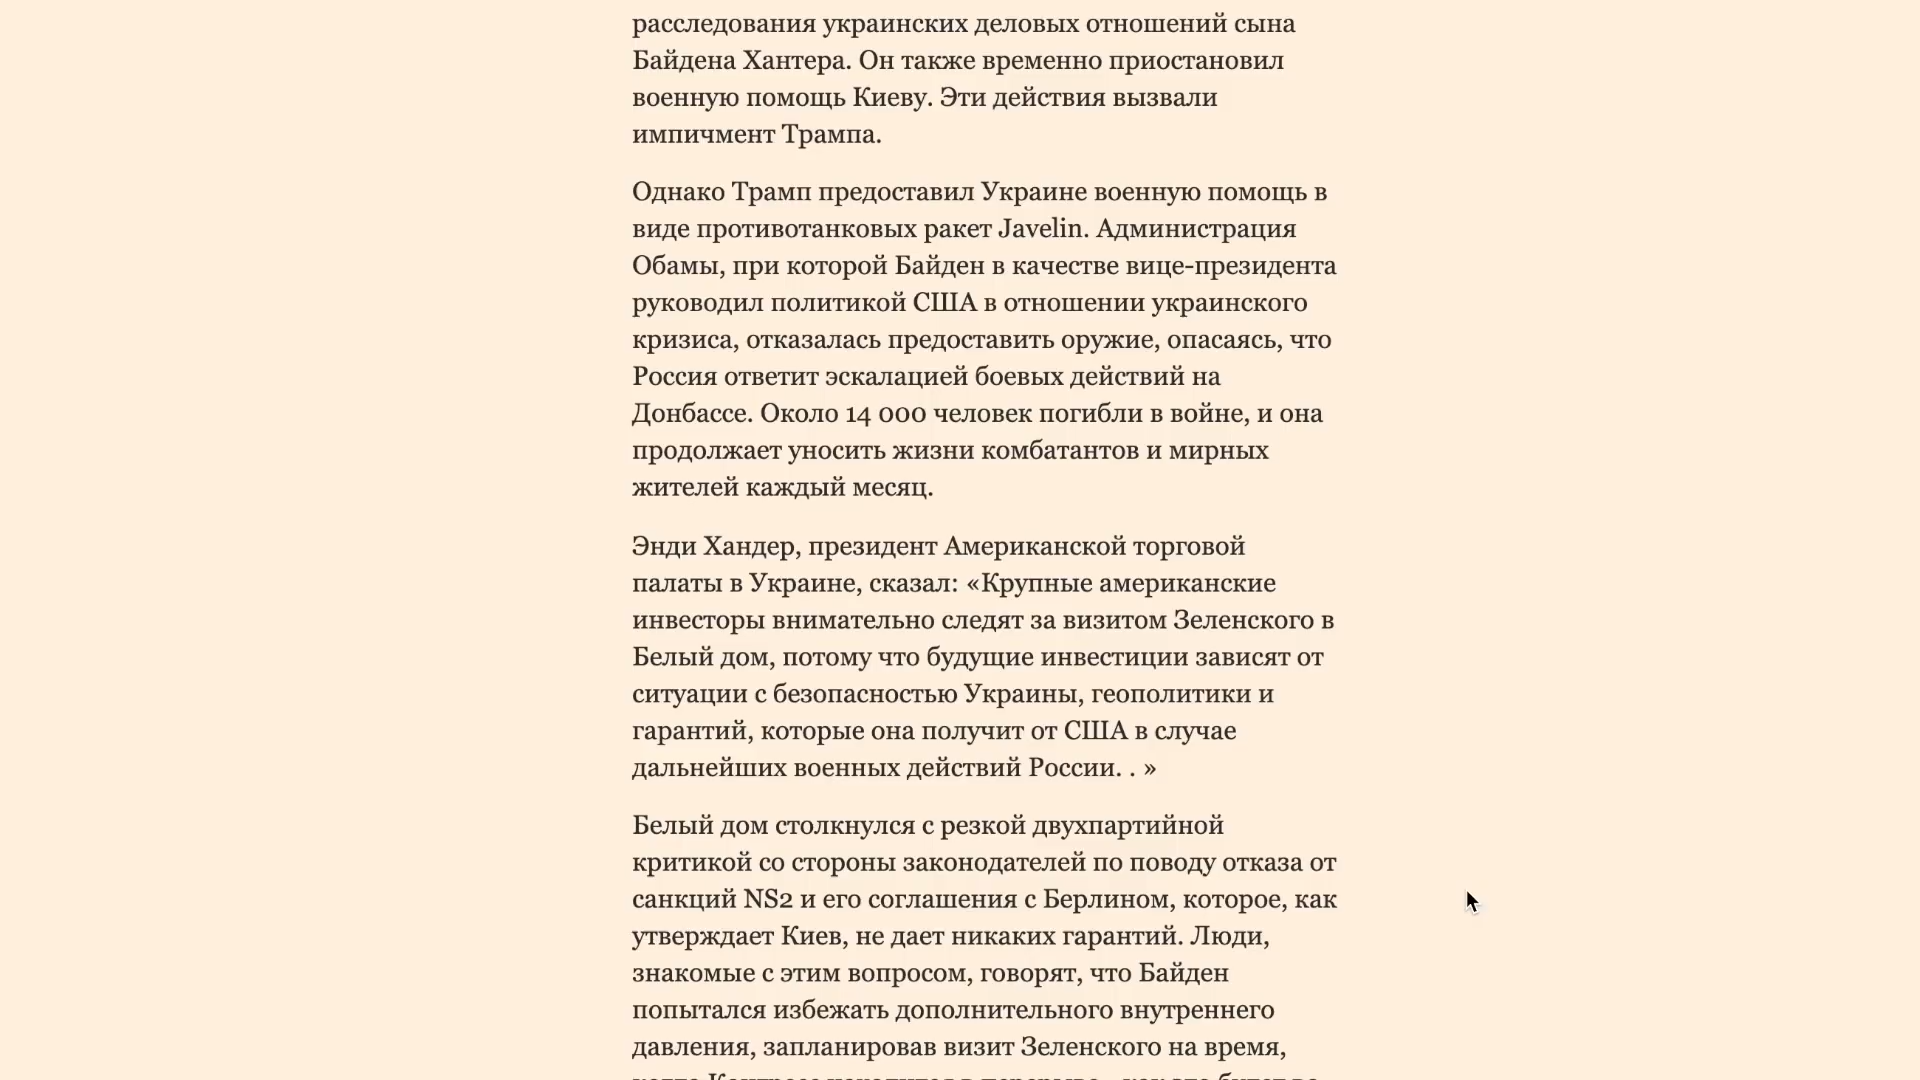 расследования украинских деловых отношений сына
Байдена Хантера. Он также временно приостановил
военную помощь Киеву. Эти действия вызвали
импичмент Трампа.
Однако Трамп предоставил Украине военную помощь в
виде противотанковых ракет Javelin. Администрация
Обамы, при которой Байден в качестве вице-президента
руководил политикой США в отношении украинского
кризиса, отказалась предоставить оружие, опасаясь, что
Россия ответит эскалацией боевых действий на
Донбассе. Около 14 000 человек погибли в войне, и она
продолжает уносить жизни комбатантов и мирных
жителей каждый месяц.
Энди Хандер, президент Американской торговой
палаты в Украине, сказал: «Крупные американские
инвесторы внимательно следят за визитом Зеленского в
Белый дом, потому что будущие инвестиции зависят от
ситуации с безопасностью Украины, геополитики и
гарантий, которые она получит от США в случае
дальнейших военных действий России. . »
Белый дом столкнулся с резкой двухпартийной
критикой со стороны законодателей по поводу отказа от
санкций NS2 и его соглашения с Берлином, которое, как
утверждает Киев, не дает никаких гарантий. Люди,
знакомые с этим вопросом, говорят, что Байден
попытался избежать дополнительного внутреннего
давления, запланировав визит Зеленского на время,